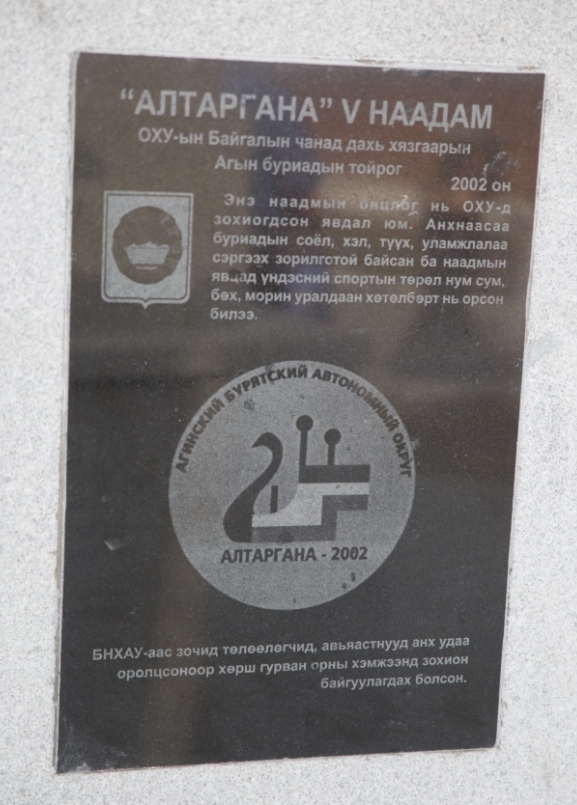 “АЛТАРГАНА” V НААДАМ
ОХУ-ын Байгалын чанад дахь хязгаарын
Агын буриадын тойрог
2002 он
Энэ наадмын онцлог нь ОХУ-д
зохиогдсон явдал юм. Анхнаасаа
буриадын соёл, хэл, түүх, уламжлалаа
сэргээх зорилготой байсан ба наадмын
явцад үндэсний спортын төрөл нум сум,
бөх, морин уралдаан хөтөлбөрт нь орсон
билээ.
АГИНСКИЙ БУРЯТСКИЙ АВТОНОМНЫЙ ОКРУГ
АЛТАРГАНА - 2002
БНХАУ-аас зочид төлөөлөгчид, авьяастнууд анх удаа
оролцсоноор хөрш гурван орны хэмжээнд зохион
байгуулагдах болсон.